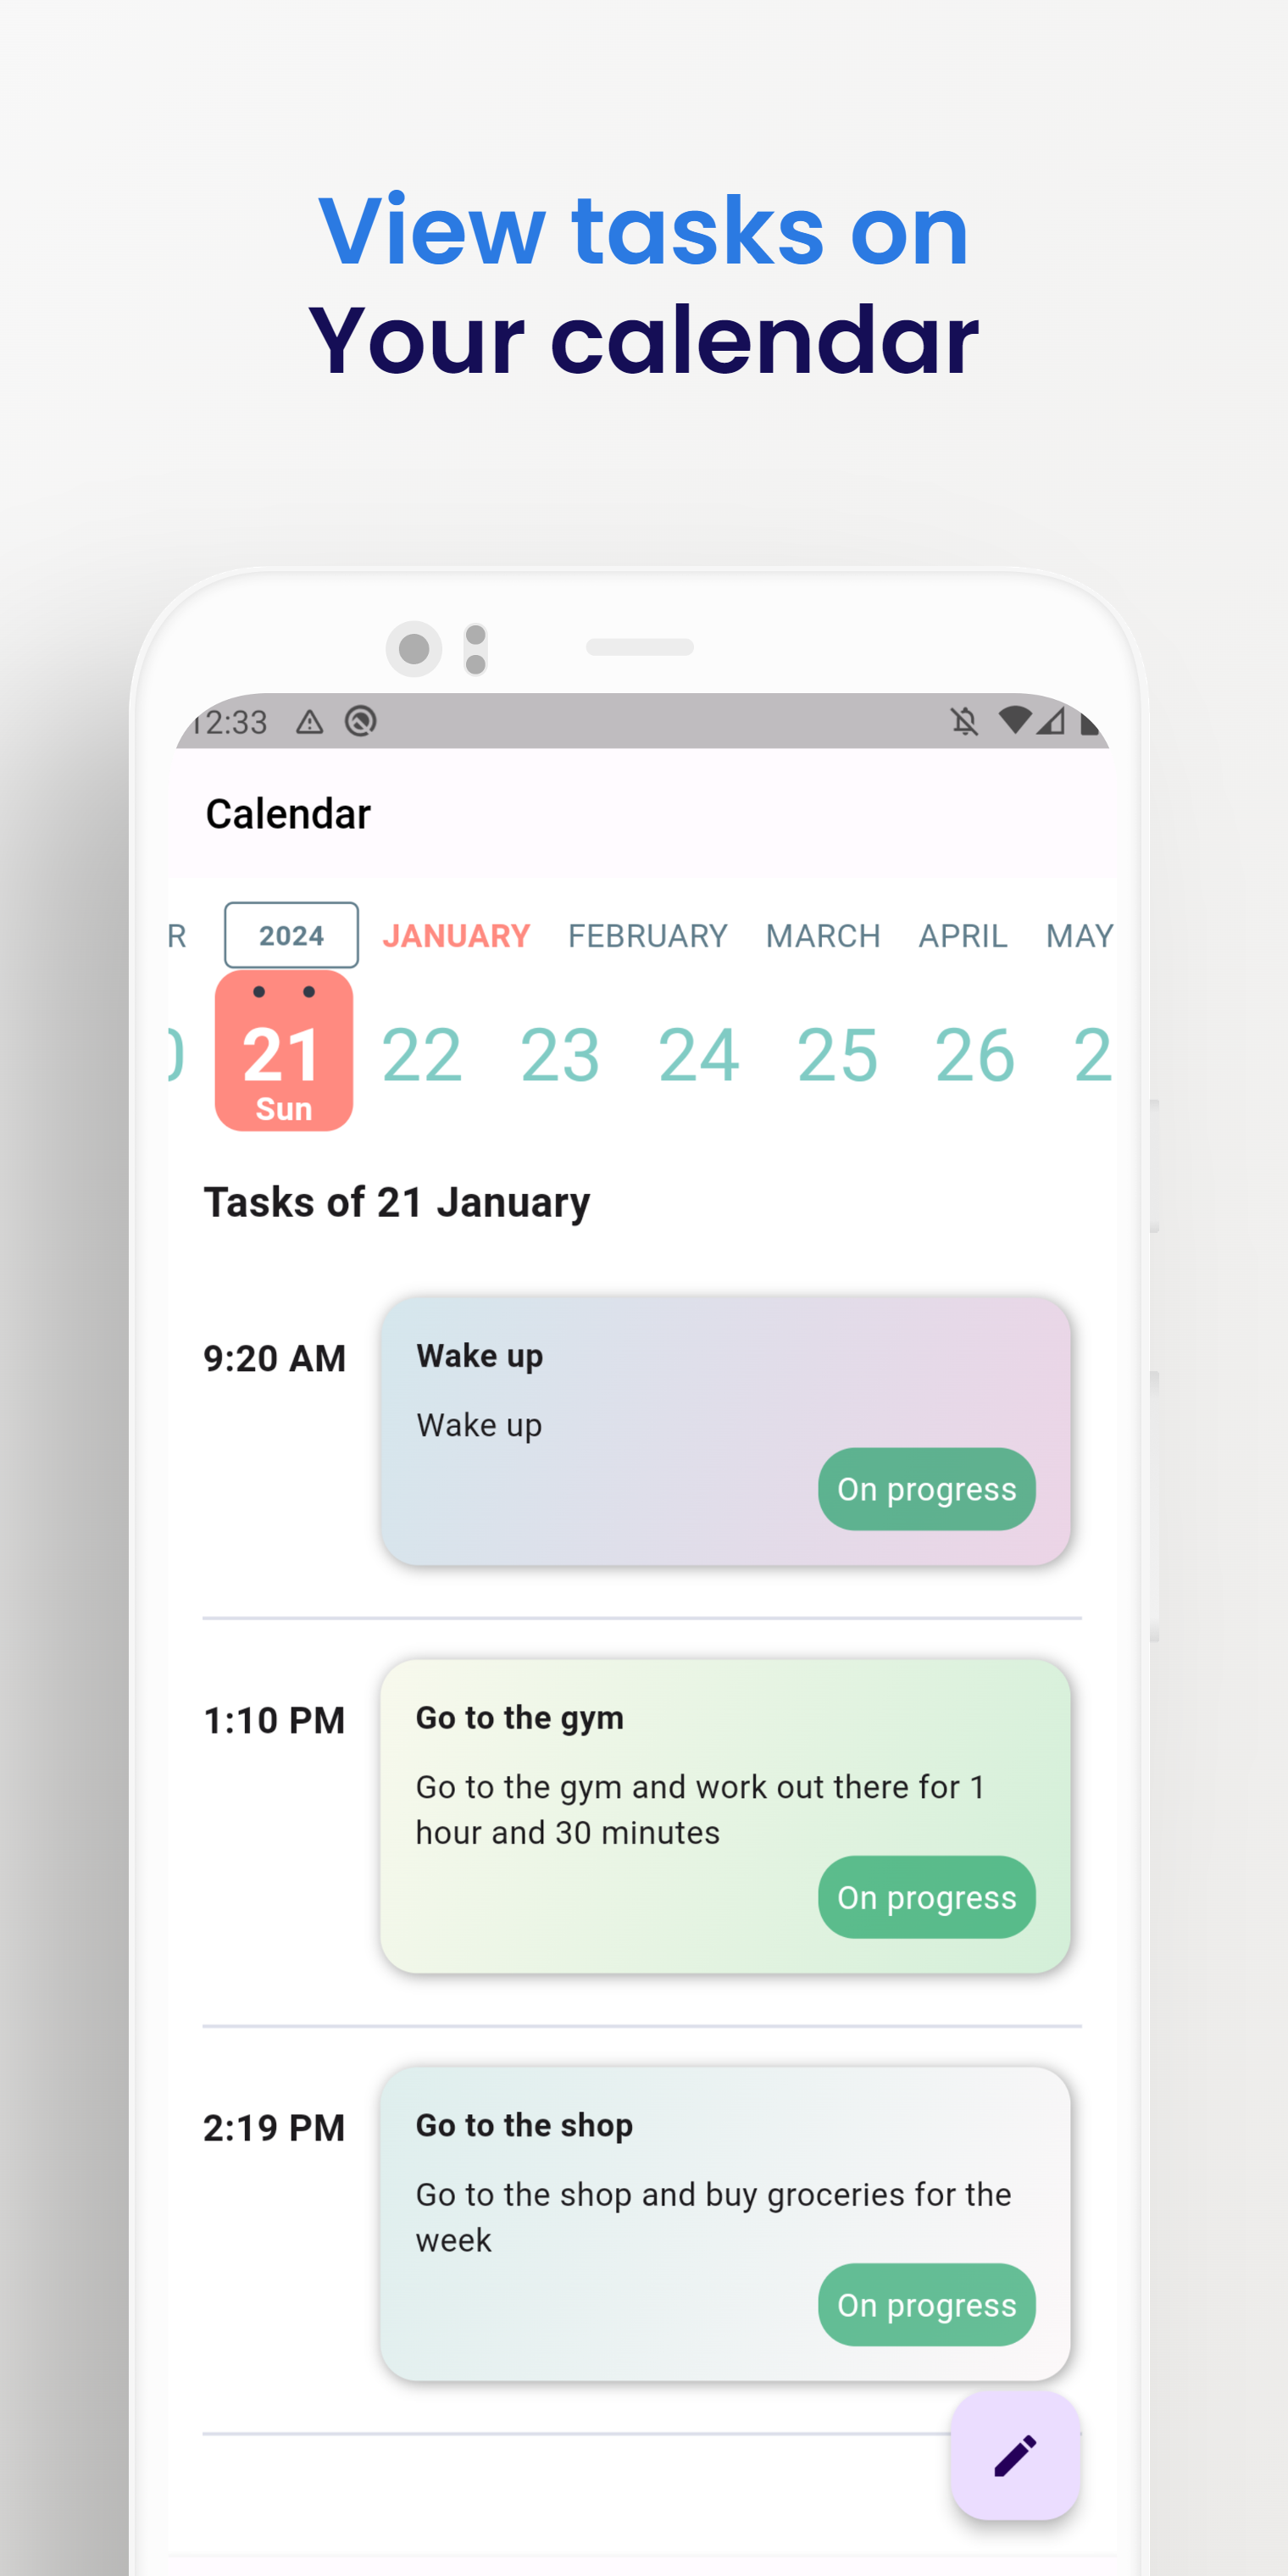 View tasks on
Your calendar
12:33
Calendar
R 2024 JANUARY FEBRUARY MARCH APRIL MAY
21 22 23 24 25 26 2
Sun
Tasks of 21 January
9:20 AM
Wake up
Wake up
On progress
1:10 PM
Go to the gym
Go to the gym and work out there for 1
hour and 30 minutes
On progress
2:19 PM
Go to the shop
Go to the shop and buy groceries for the
week
On progress